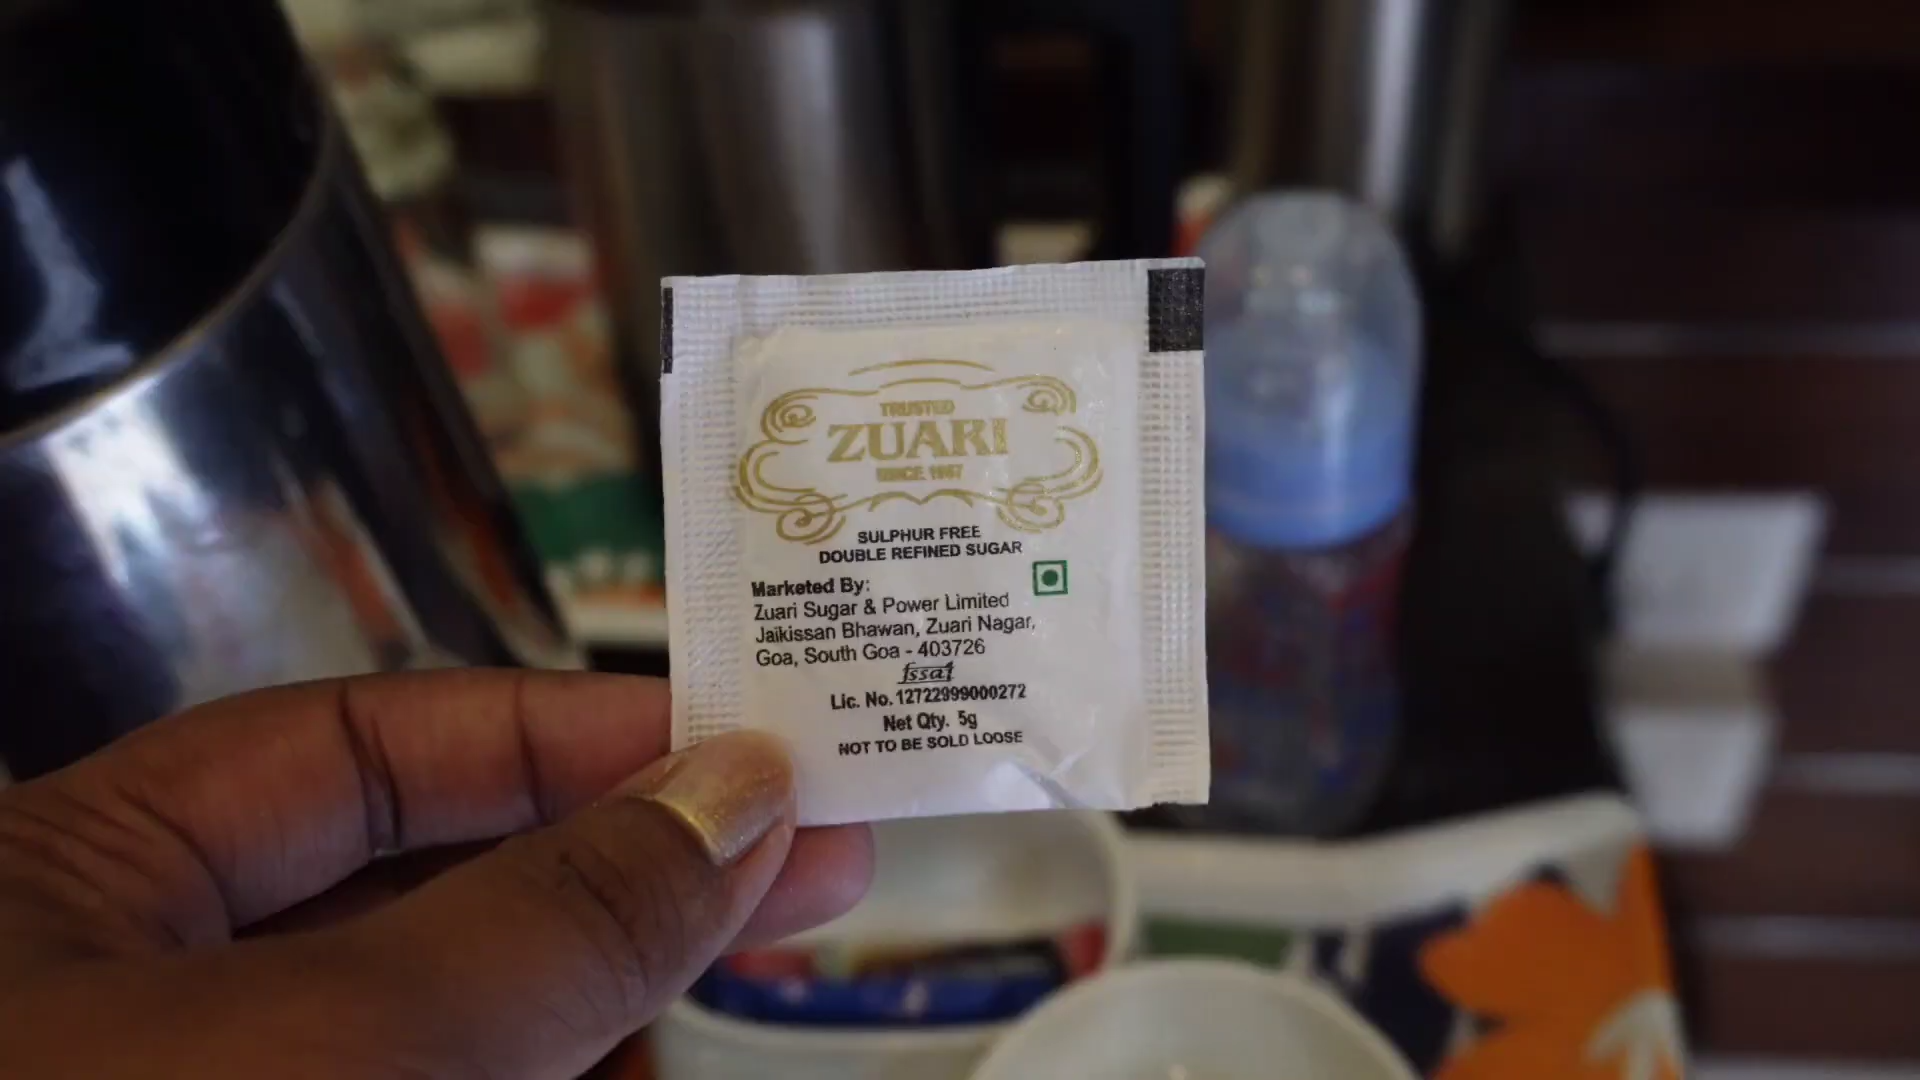 TRUSTED
ZUARI
SINCE 1967
SULPHUR FREE
DOUBLE REFINED SUGAR
Marketed By:
Zuari Sugar & Power Limited
Jaikissan Bhawan, Zuari Nagar,
Goa, South Goa - 403726
fssai
Lic. No. 12722999000272
Net Qty. 5g
NOT TO BE SOLD LOOSE